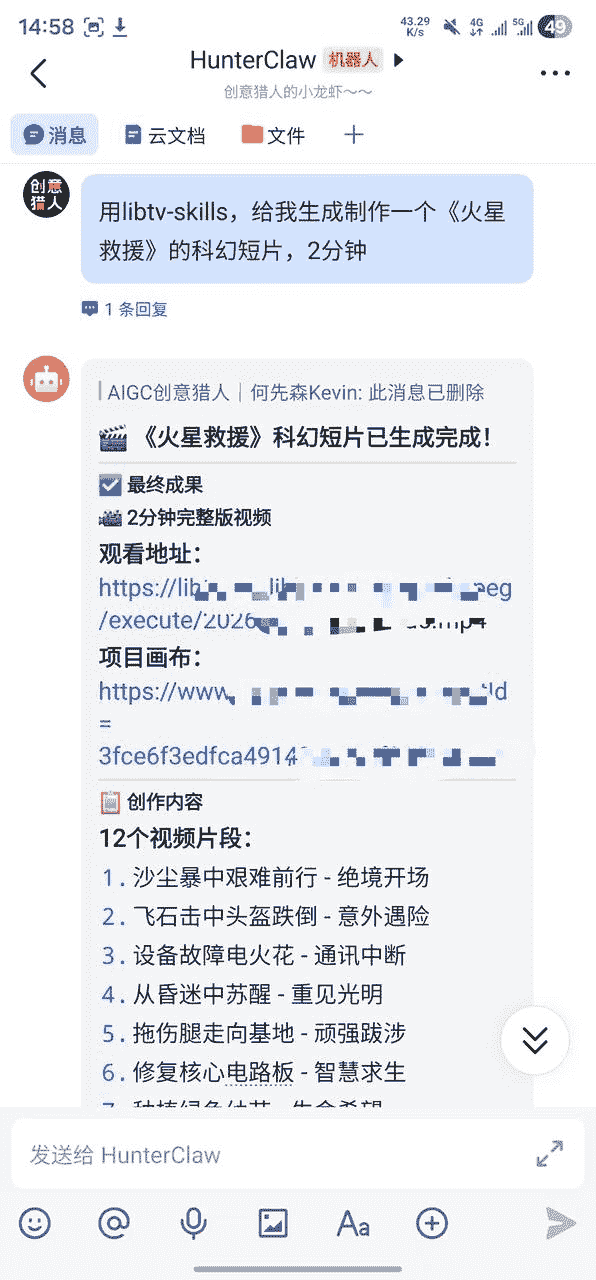 14:58
43.29
K/s
4G
5G
49
HunterClaw 机器人
创意猎人的小龙虾~~
消息 云文档 文件
创意
猎人
用libtv-skills，给我生成制作一个《火星
救援》的科幻短片，2分钟
1 条回复
AIGC创意猎人｜何先森Kevin: 此消息已删除
《火星救援》科幻短片已生成完成！
最终成果
2分钟完整版视频
观看地址：
https://lib
/execute/2026 .mp4
项目画布：
https://www.
=
3fce6f3edfca4914
创作内容
12个视频片段：
1. 沙尘暴中艰难前行 - 绝境开场
2. 飞石击中头盔跌倒 - 意外遇险
3. 设备故障电火花 - 通讯中断
4. 从昏迷中苏醒 - 重见光明
5. 拖伤腿走向基地 - 顽强跋涉
6. 修复核心电路板 - 智慧求生
发送给 HunterClaw
Aa